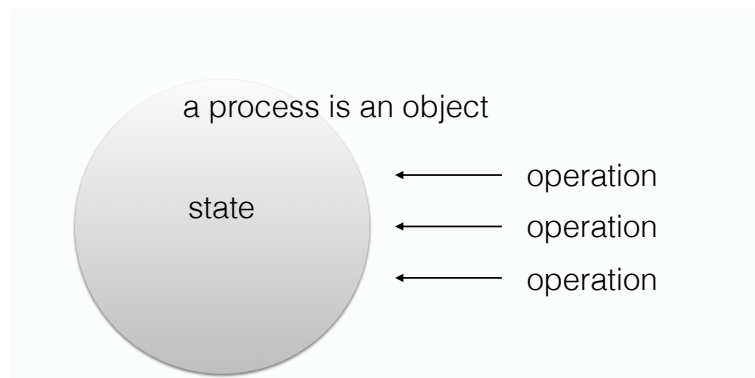 a process is an object
operation
state
operation
operation